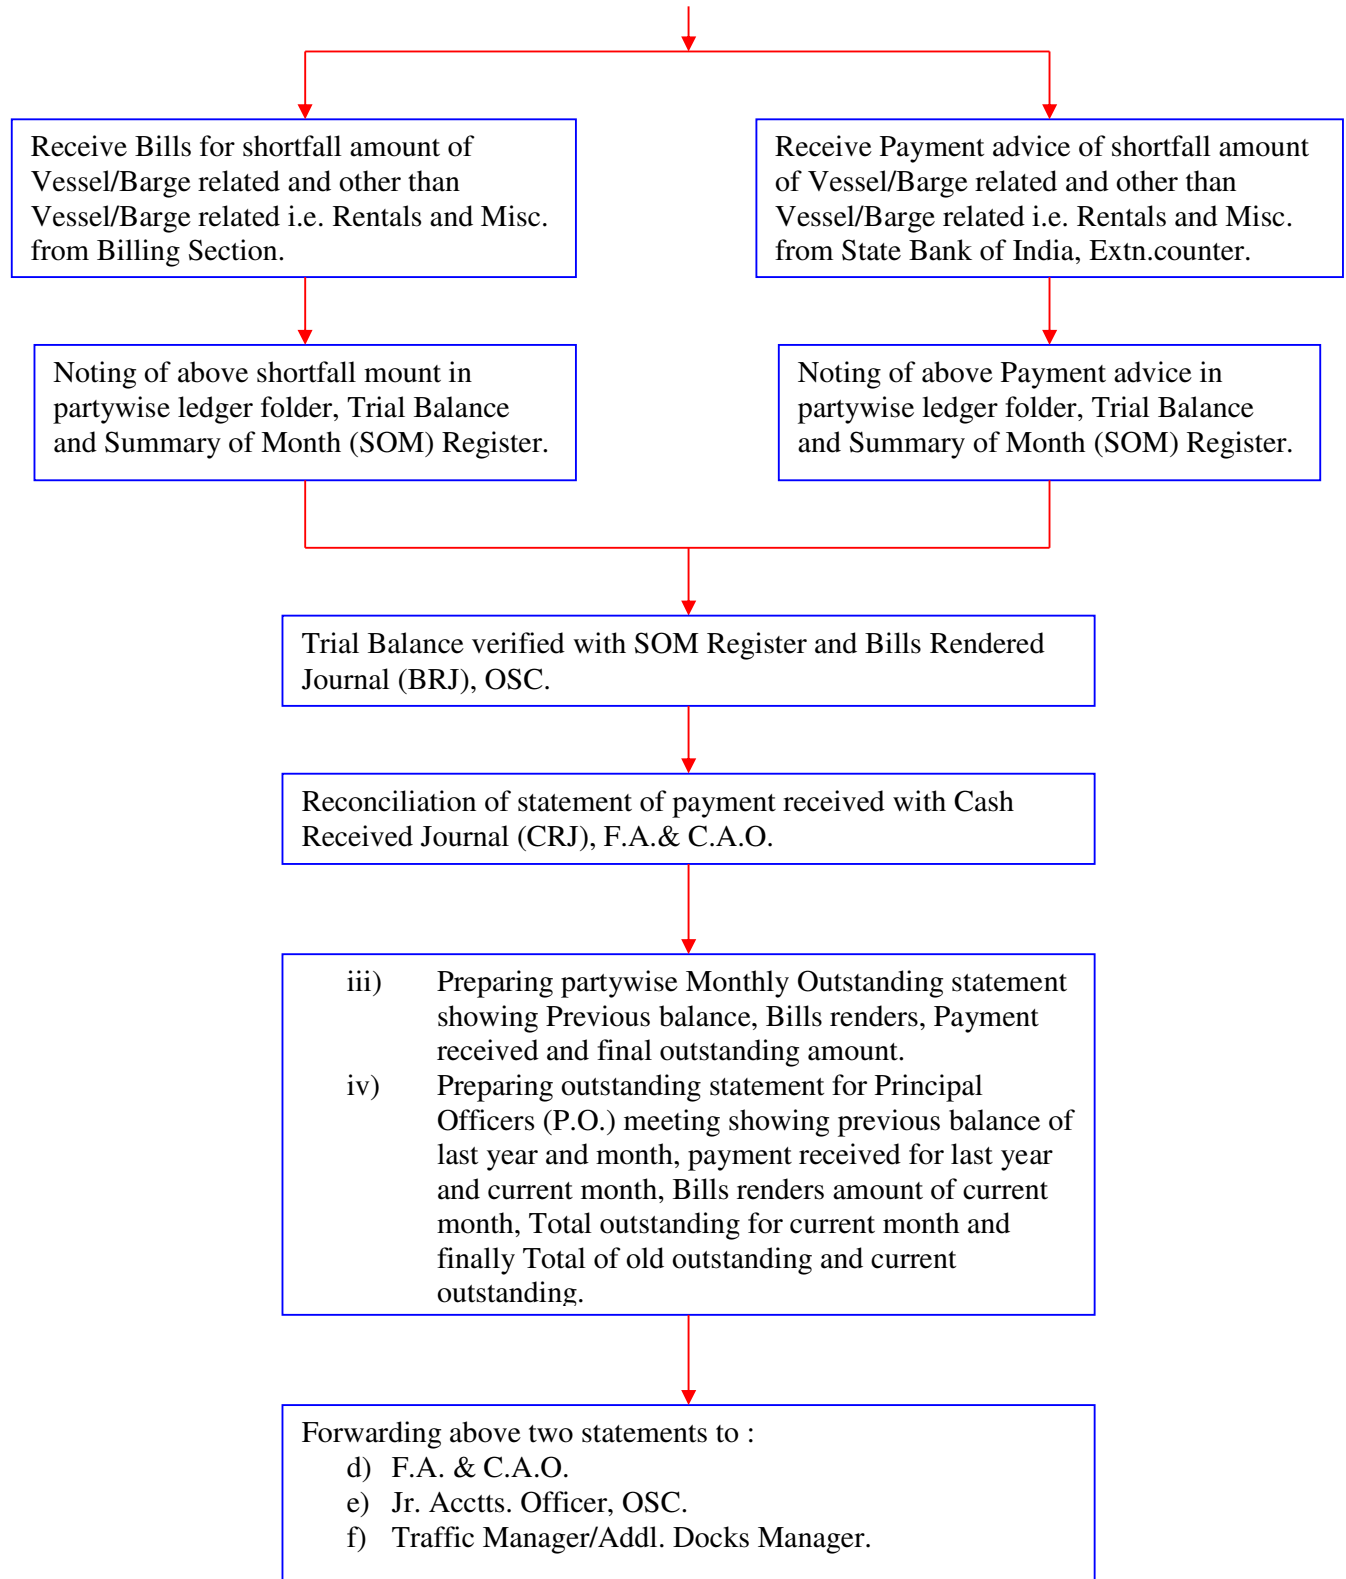 Receive Bills for shortfall amount of
Vessel/Barge related and other than
Vessel/Barge related i.e. Rentals and Misc.
from Billing Section.
Receive Payment advice of shortfall amount
of Vessel/Barge related and other than
Vessel/Barge related i.e. Rentals and Misc.
from State Bank of India, Extn.counter.
Noting of above shortfall mount in
partywise ledger folder, Trial Balance
and Summary of Month (SOM) Register.
Noting of above Payment advice in
partywise ledger folder, Trial Balance
and Summary of Month (SOM) Register.
Trial Balance verified with SOM Register and Bills Rendered
Journal (BRJ), OSC.
Reconciliation of statement of payment received with Cash
Received Journal (CRJ), F.A.& C.A.O.
iii) Preparing partywise Monthly Outstanding statement
showing Previous balance, Bills renders, Payment
received and final outstanding amount.
iv) Preparing outstanding statement for Principal
Officers (P.O.) meeting showing previous balance of
last year and month, payment received for last year
and current month, Bills renders amount of current
month, Total outstanding for current month and
finally Total of old outstanding and current
outstanding.
Forwarding above two statements to :
d) F.A. & C.A.O.
e) Jr. Acctts. Officer, OSC.
f) Traffic Manager/Addl. Docks Manager.